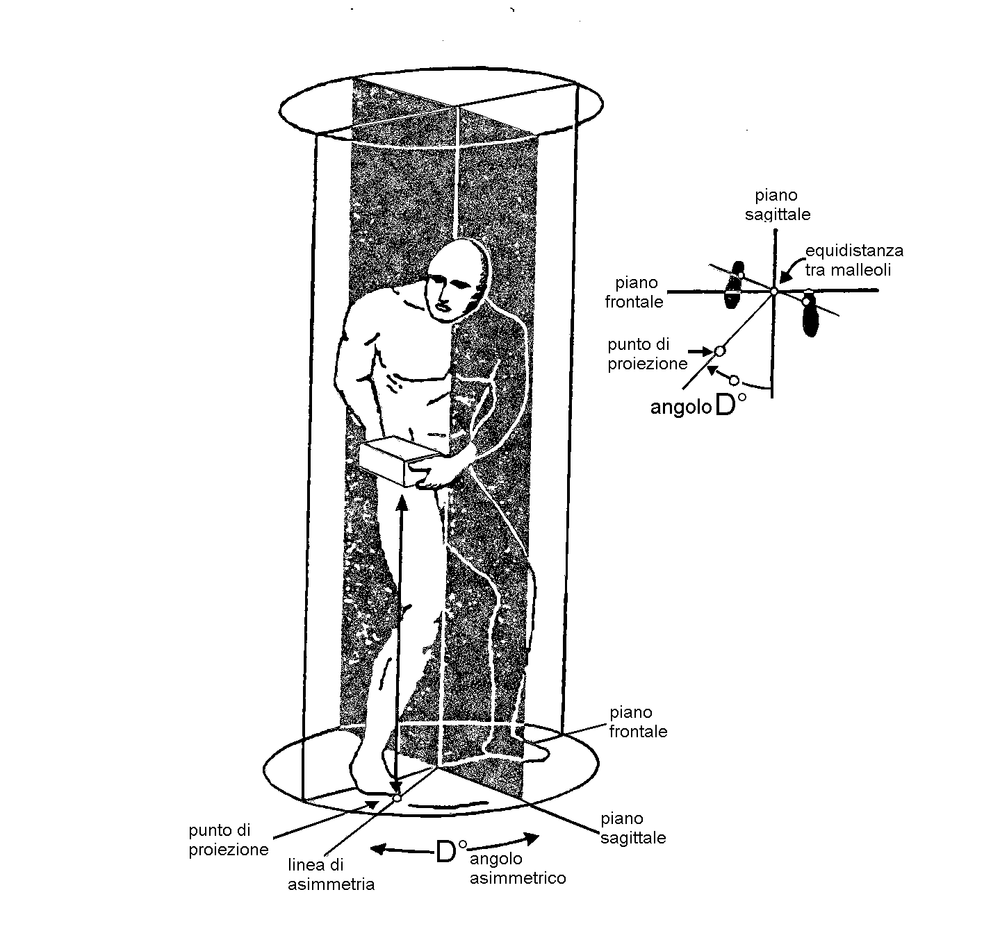 piano
sagittale
equidistanza
tra malleoli
piano
frontale
punto di
proiezione
angolo D°
piano
frontale
piano
sagittale
punto di
proiezione
linea di
asimmetria
D°
angolo
asimmetrico